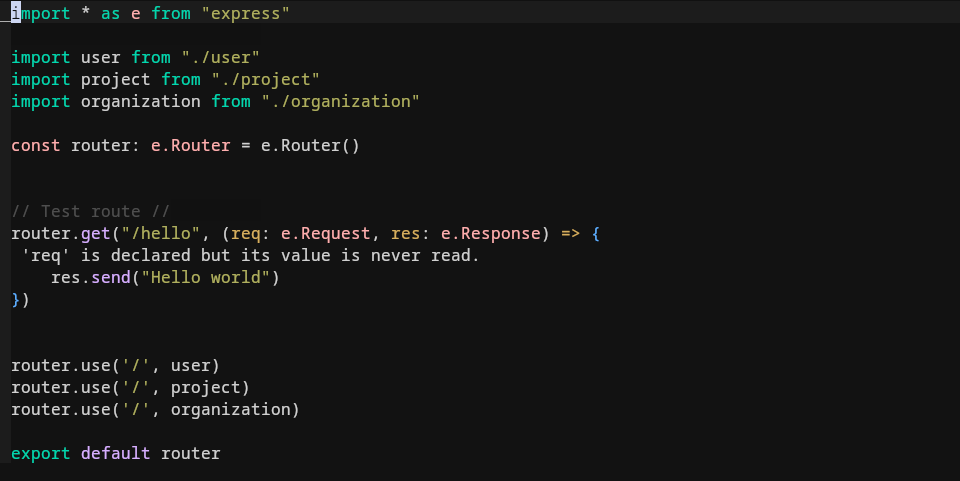 import * as e from "express"
import user from "./user"
import project from "./project"
import organization from "./organization"
const router: e.Router = e.Router()
// Test route //
router.get("/hello", (req: e.Request, res: e.Response) => {
'req' is declared but its value is never read.
res.send("Hello world")
})
router.use('/', user)
router.use('/', project)
router.use('/', organization)
export default router